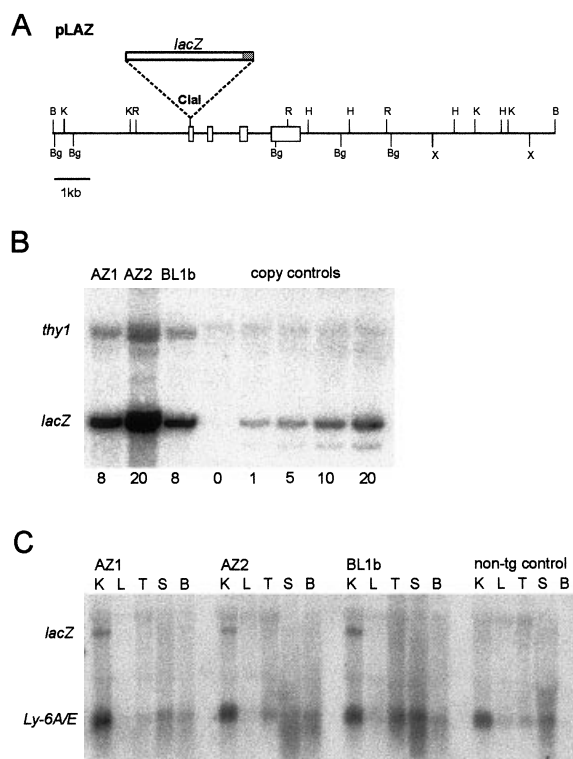 A
pLAZ
lacZ
ClaI
B K KR R H H R H K H K B
Bg Bg Bg Bg Bg X X
1kb
B
AZ1 AZ2 BL1b copy controls
thy1
lacZ
8 20 8 0 1 5 10 20
C
AZ1 AZ2 BL1b non-tg control
K L T S B K L T S B K L T S B K L T S B
lacZ
Ly-6A/E